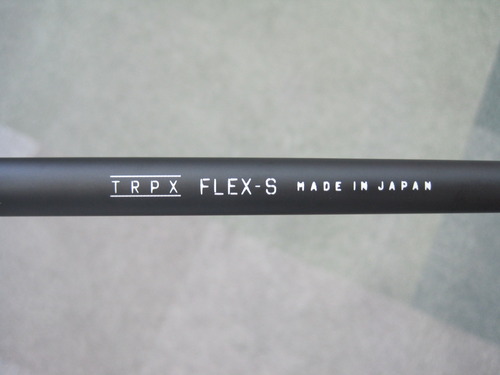 TRPX FLEX-S MADE IN JAPAN